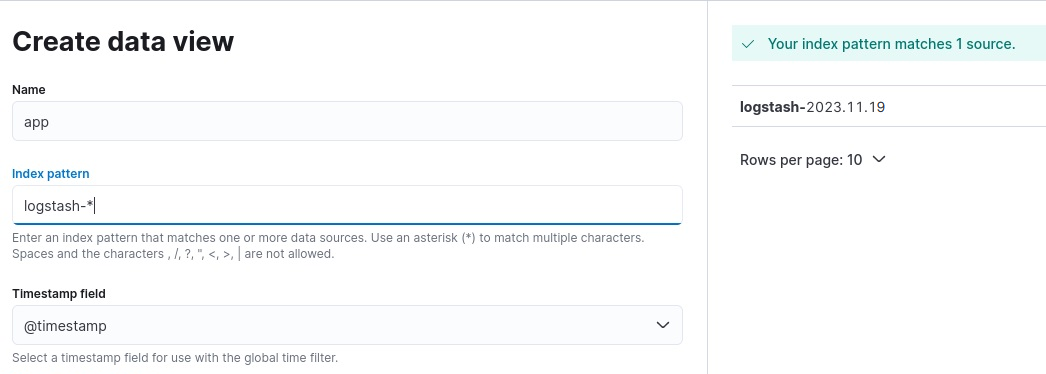 Create data view
Name
app
Index pattern
logstash-*
Enter an index pattern that matches one or more data sources. Use an asterisk (*) to match multiple characters.
Spaces and the characters , /, ?, ", <, >, | are not allowed.
Timestamp field
@timestamp
Select a timestamp field for use with the global time filter.
Your index pattern matches 1 source.
logstash-2023.11.19
Rows per page: 10